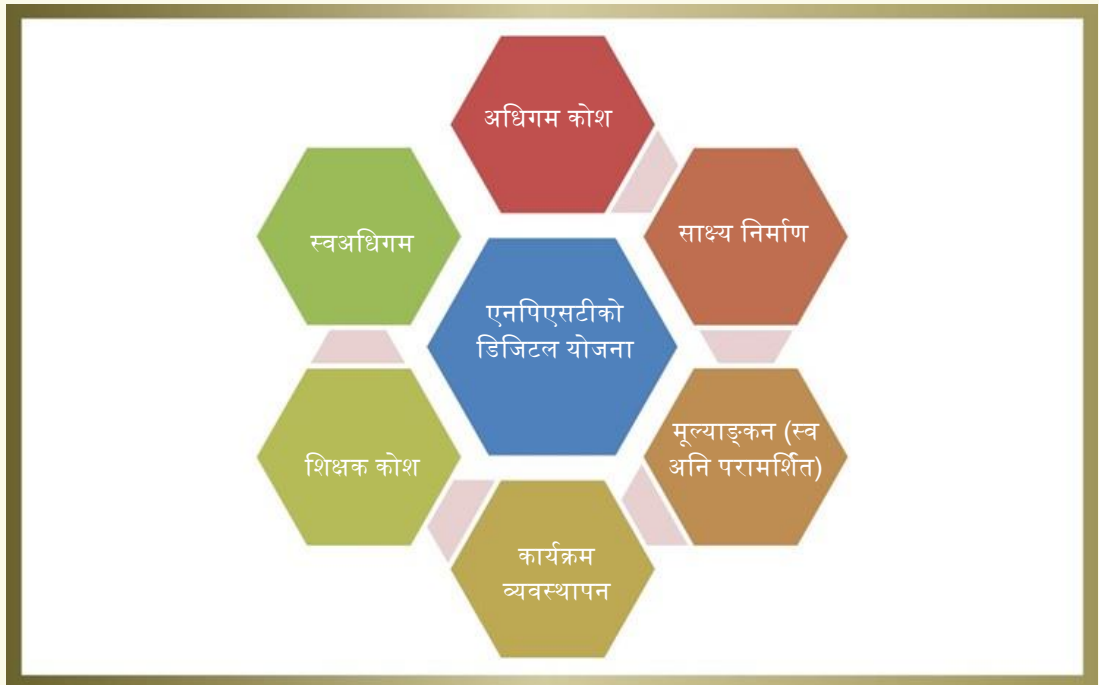 अधिगम कोश
साक्ष्य निर्माण
स्वअधिगम
एनपिएसटीको
डिजिटल योजना
मूल्याङ्कन (स्व
अनि परामर्शित)
शिक्षक कोश
कार्यक्रम
व्यवस्थापन